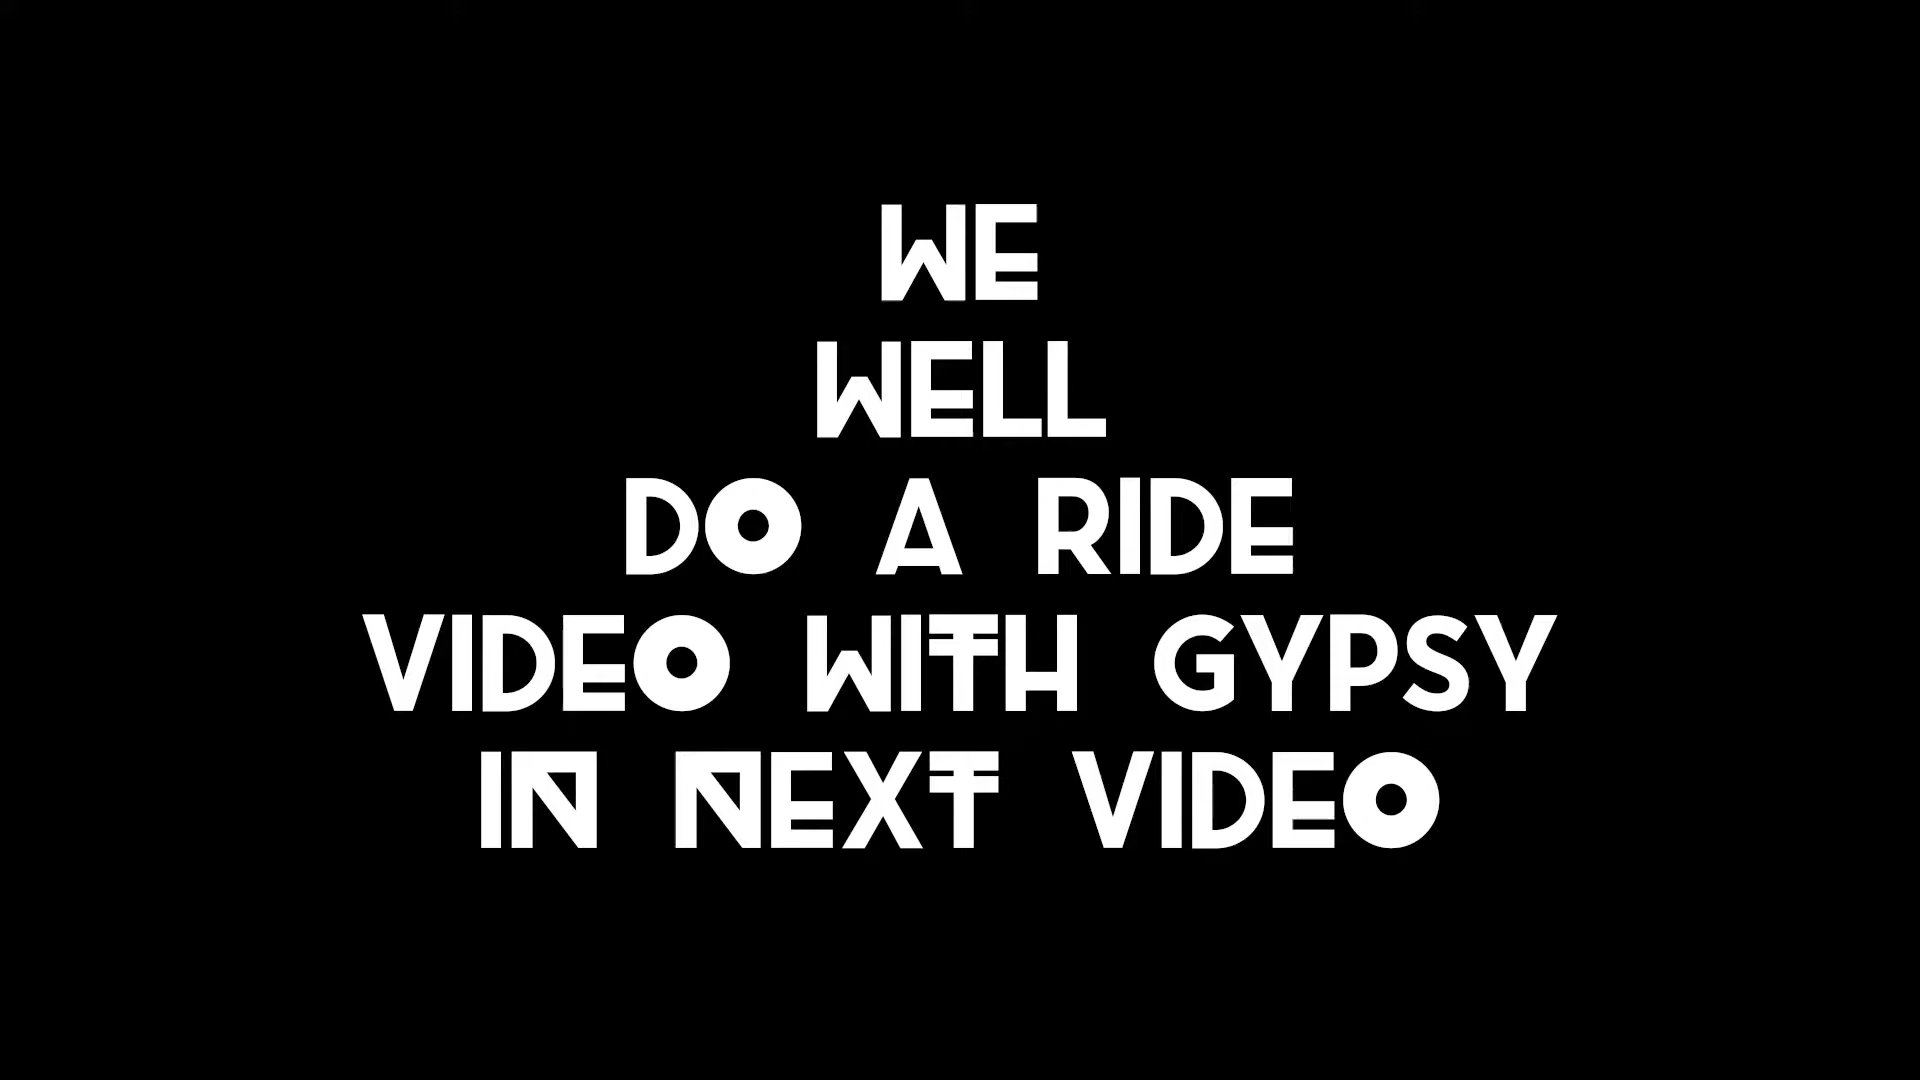 WE
WELL
DO A RIDE
VIDEO WITH GYPSY
IN NEXT VIDEO